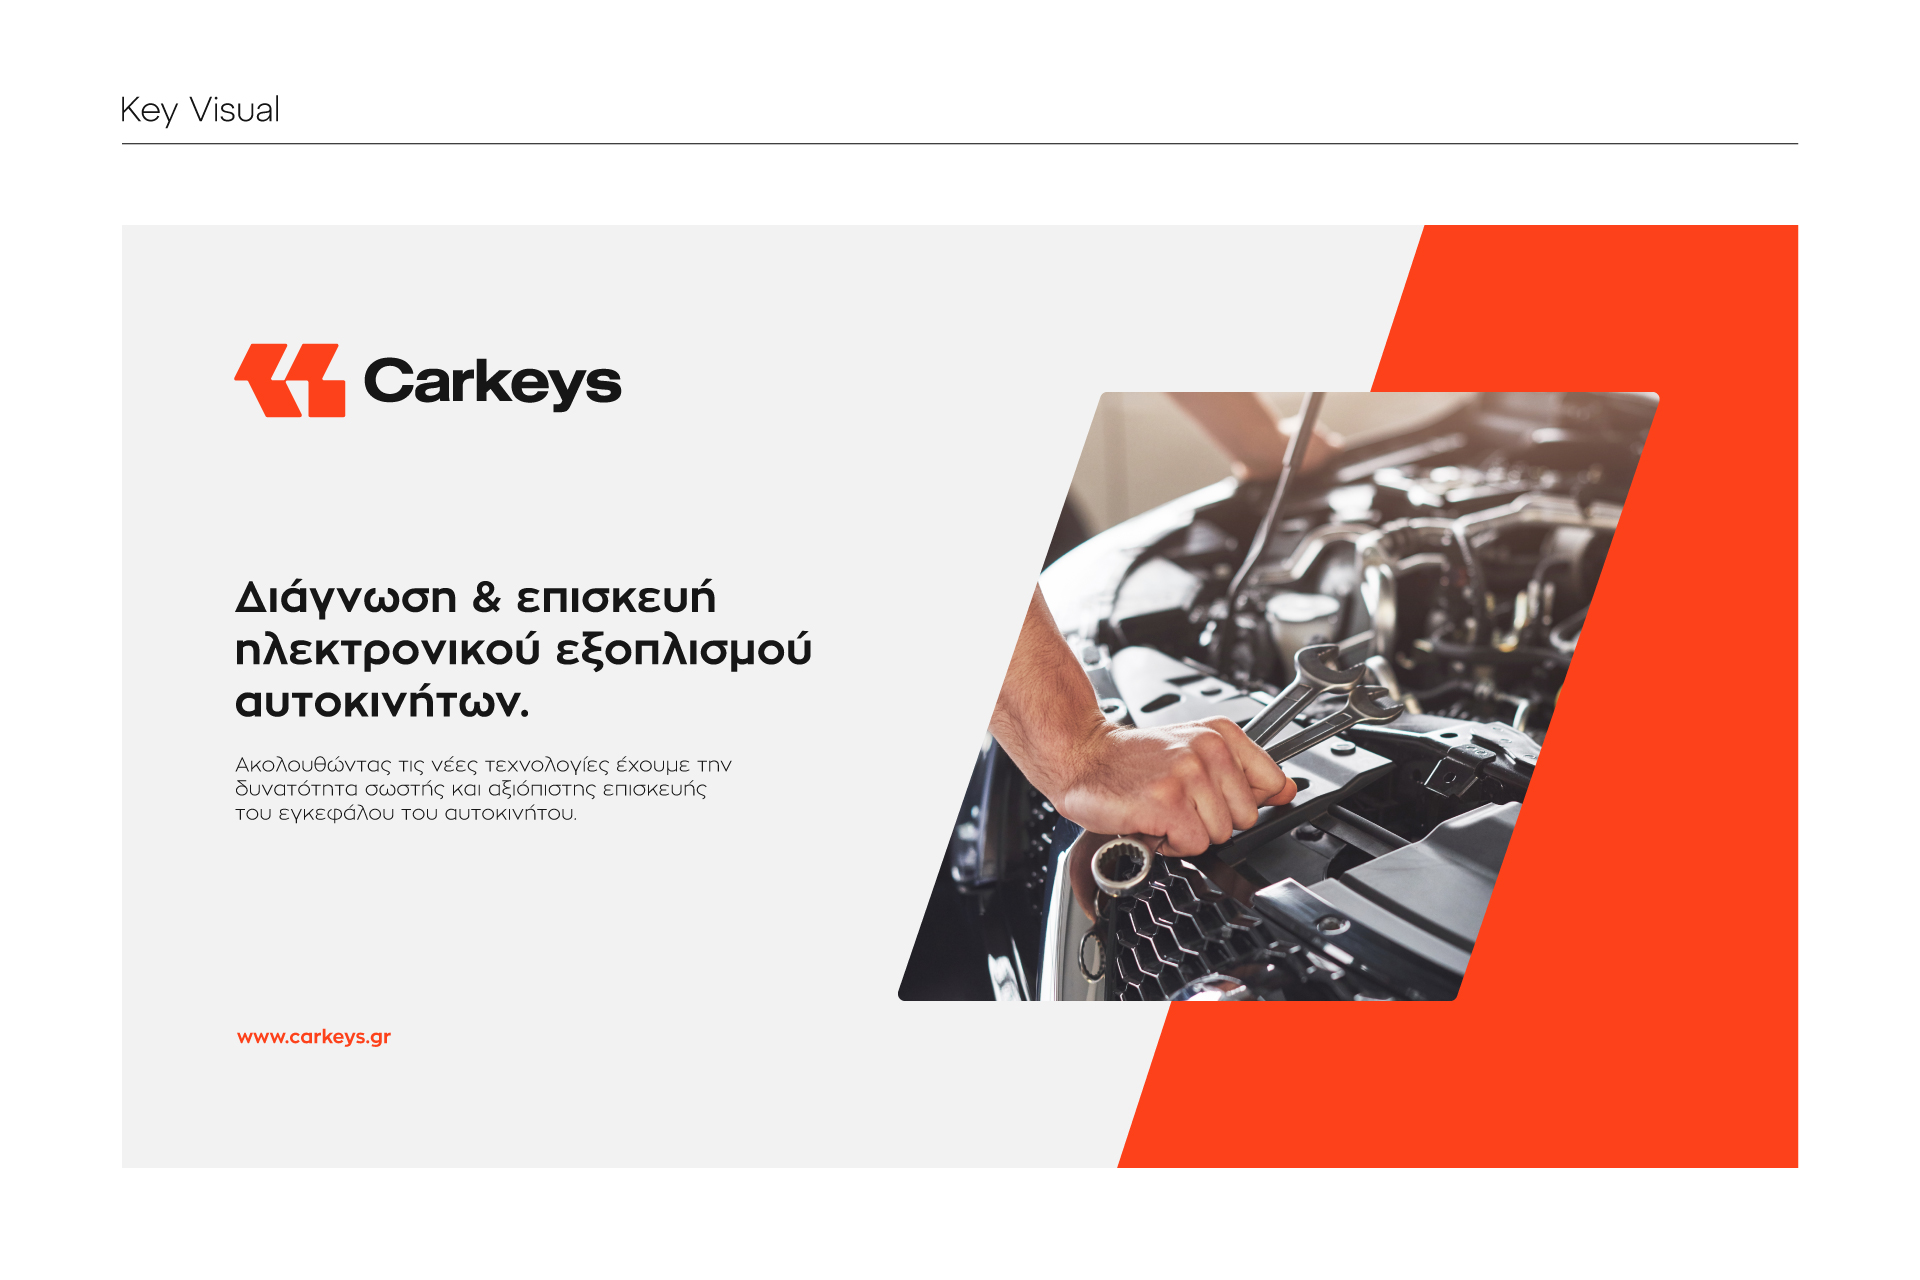 Key Visual
Carkeys
Διάγνωση & επισκευή
ηλεκτρονικού εξοπλισμού
αυτοκινήτων.
Ακολουθώντας τις νέες τεχνολογίες έχουμε την
δυνατότητα σωστής και αξιόπιστης επισκευής
του εγκεφάλου του αυτοκινήτου.
www.carkeys.gr